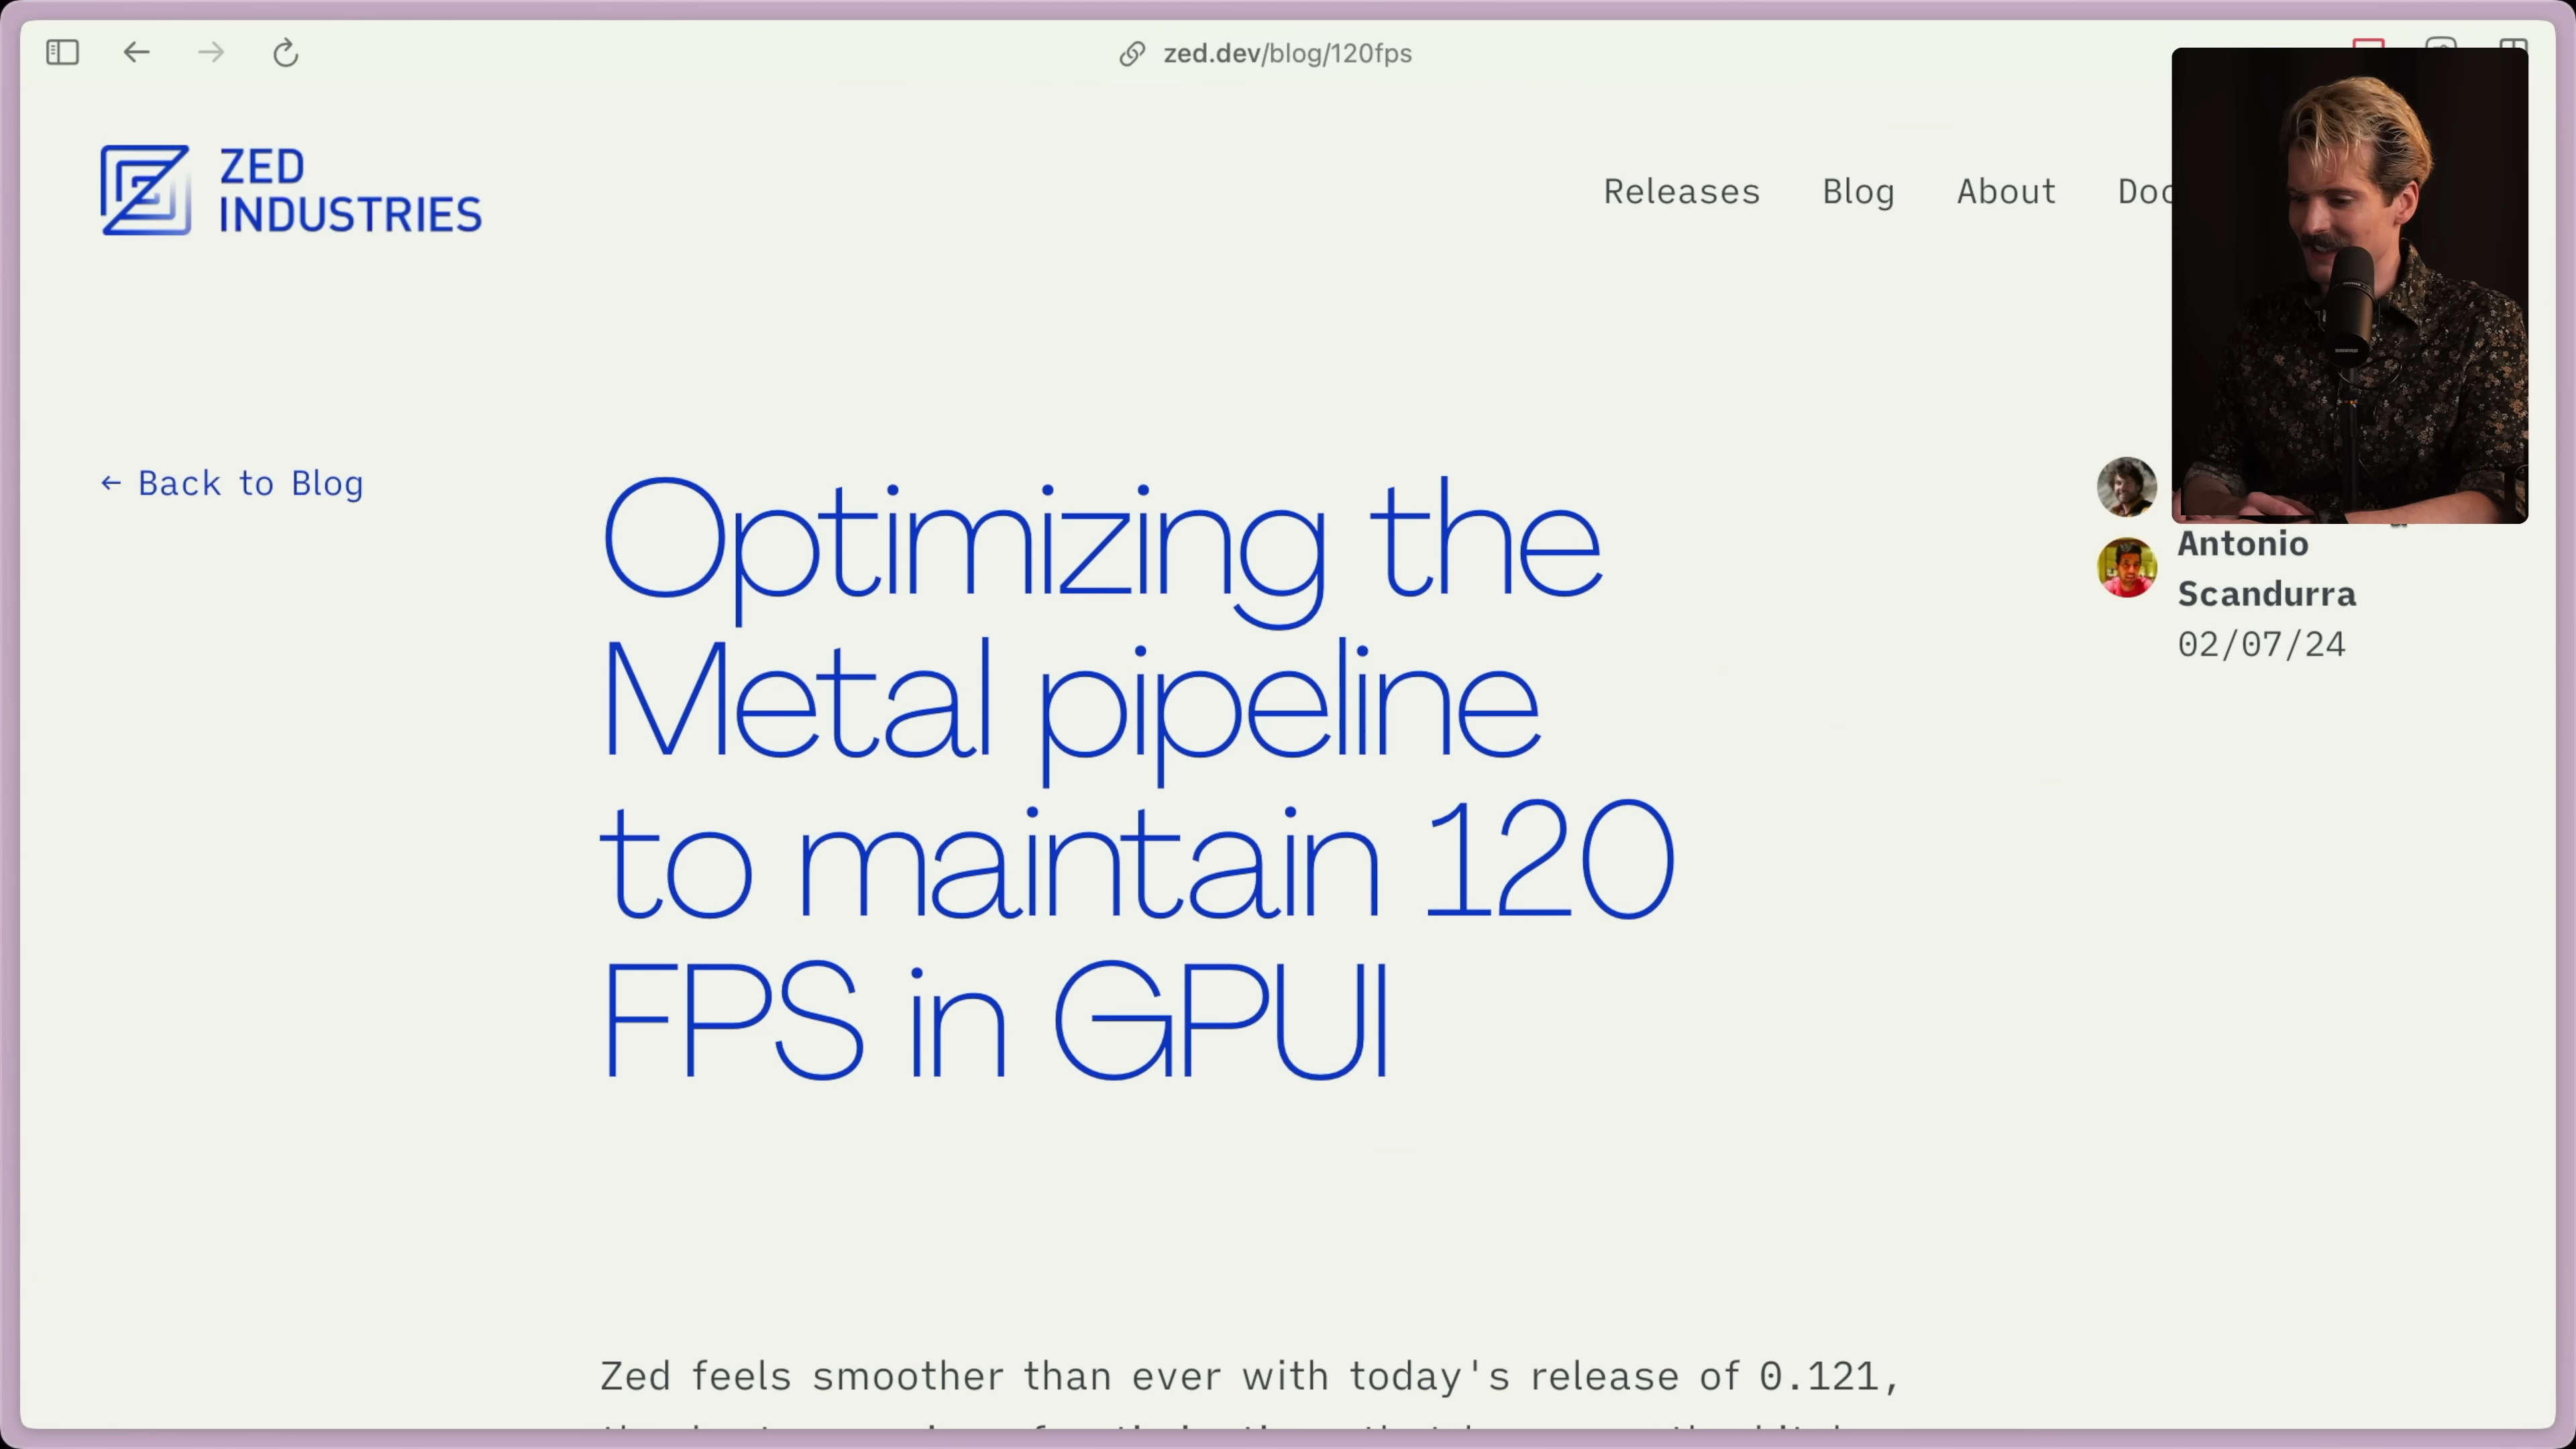 zed.dev/blog/120fps
ZED
INDUSTRIES
Releases Blog About
← Back to Blog
Optimizing the
Metal pipeline
to maintain 120
FPS in GPUI
Antonio
Scandurra
02/07/24
Zed feels smoother than ever with today's release of 0.121,